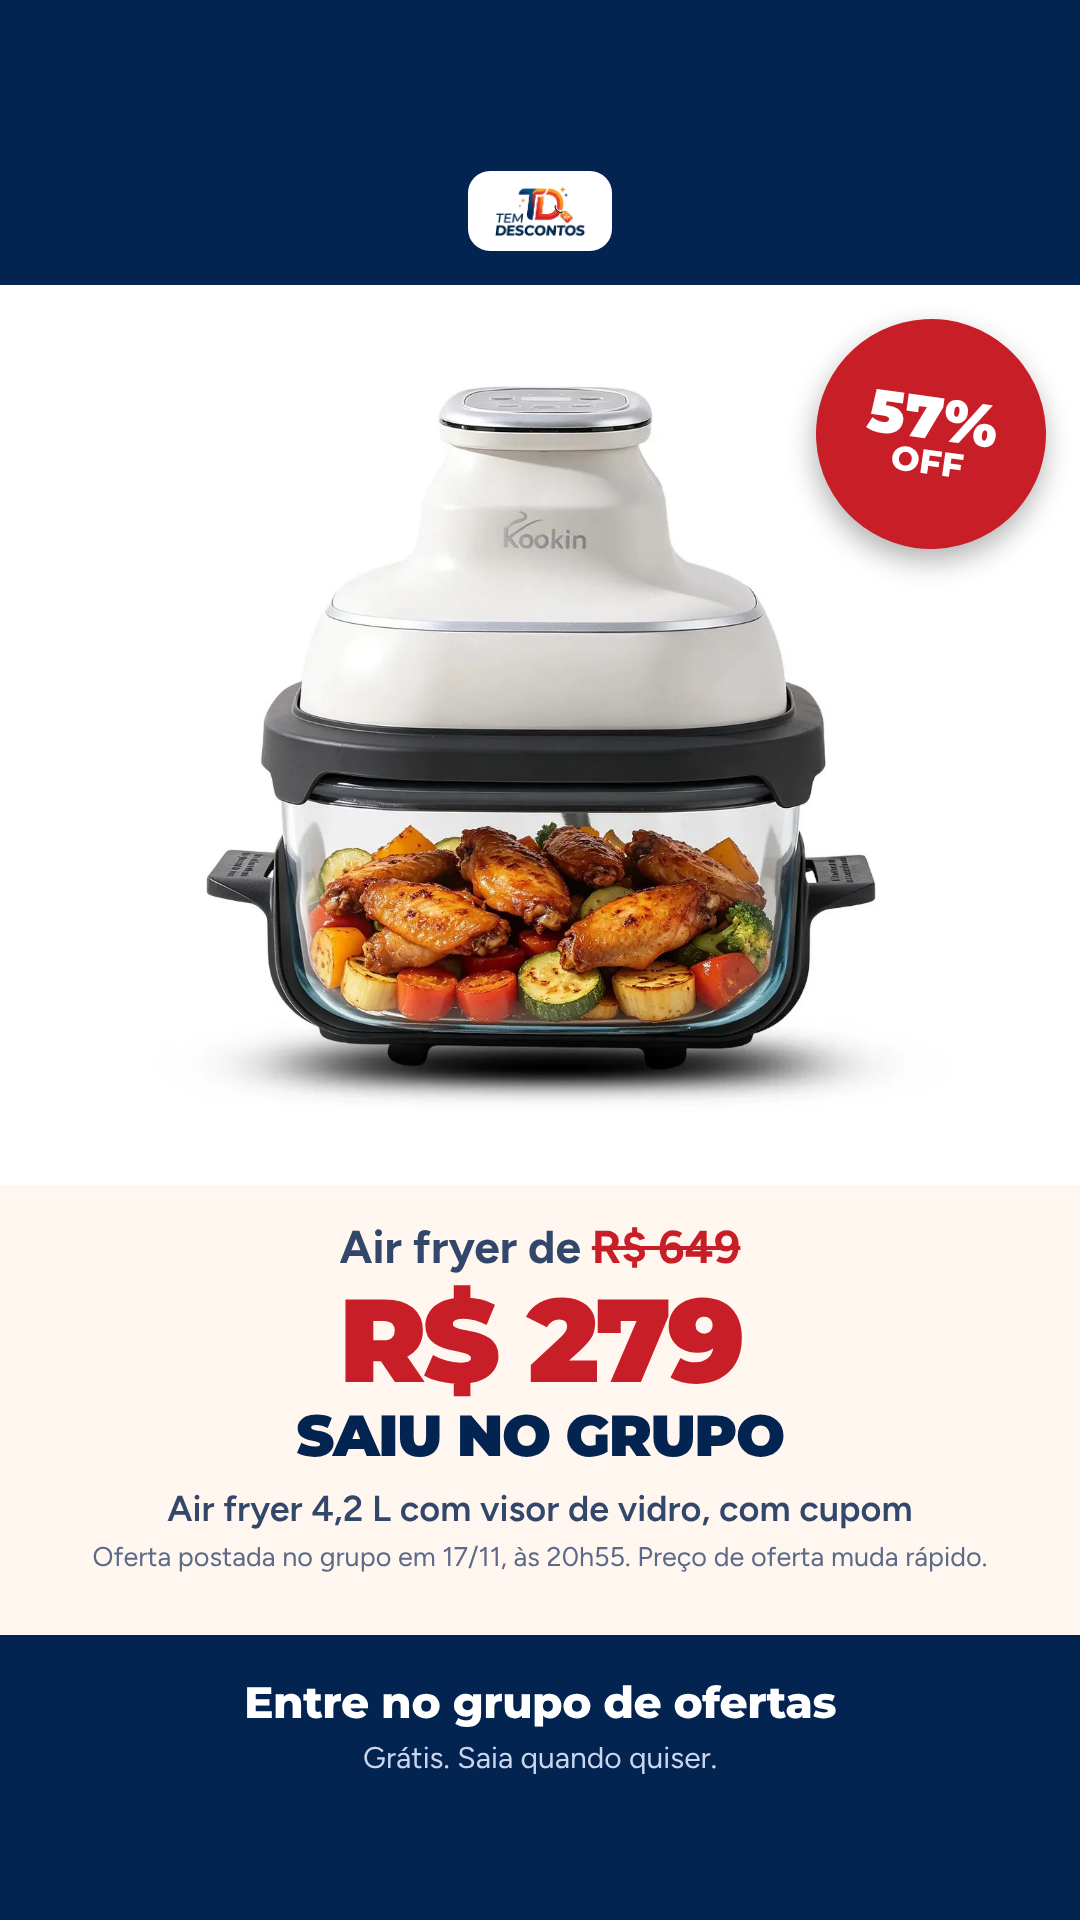 TEM
TD
DESCONTOS
57%
OFF
Kookin
Air fryer de R$ 649
R$ 279
SAIU NO GRUPO
Air fryer 4,2 L com visor de vidro, com cupom
Oferta postada no grupo em 17/11, às 20h55. Preço de oferta muda rápido.
Entre no grupo de ofertas
Grátis. Saia quando quiser.